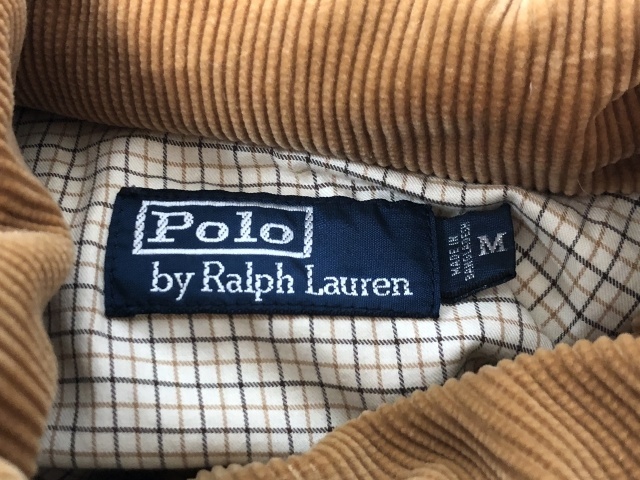 Polo
by Ralph Lauren
MADE IN
BANGLADESH
M